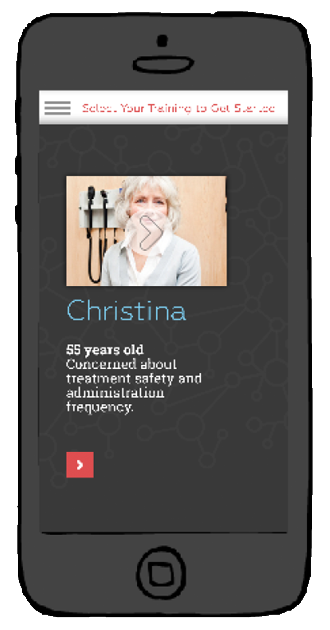 Select Your Training to Get Started
Christina
55 years old
Concerned about
treatment safety and
administration
frequency.